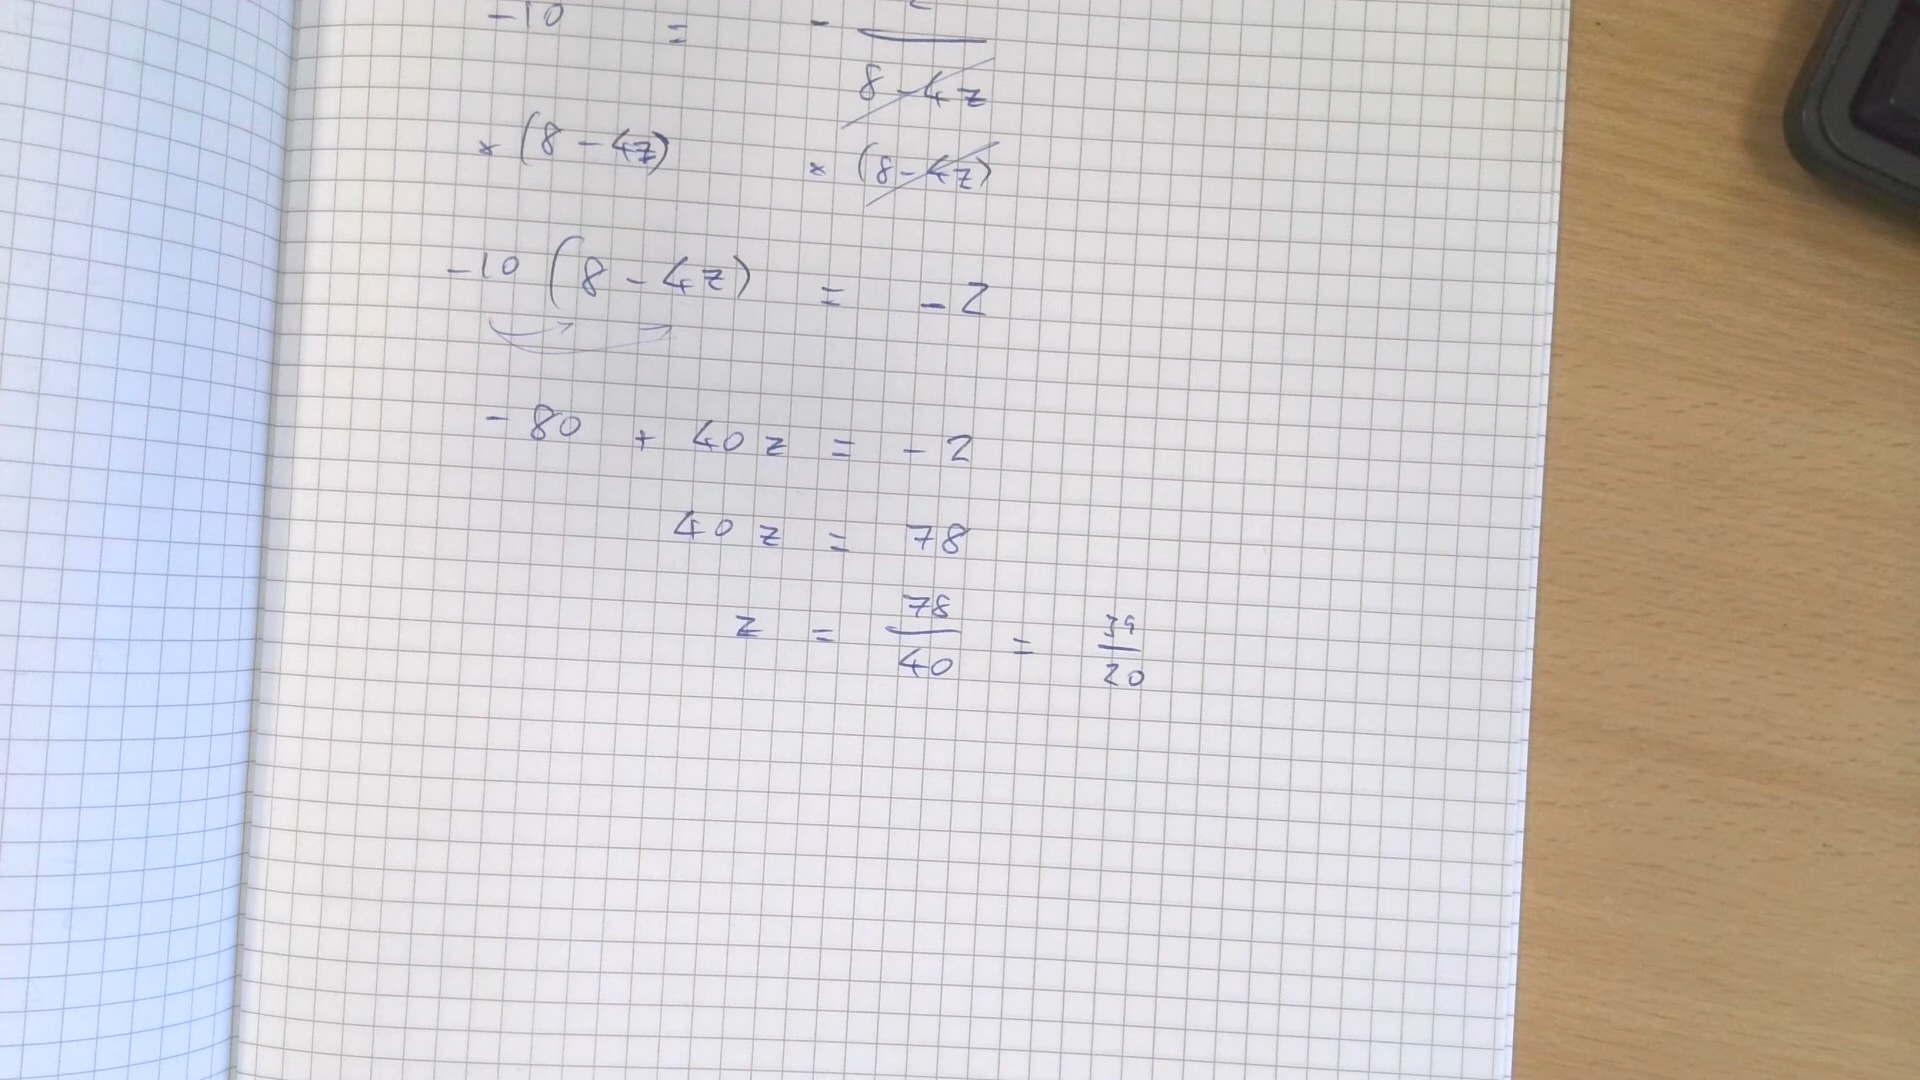 -10 = - 2/(8-4z)
× (8-4z) × (8-4z)
-10 (8-4z) = -2
-80 + 40z = -2
40z = 78
z = 78/40 = 39/20